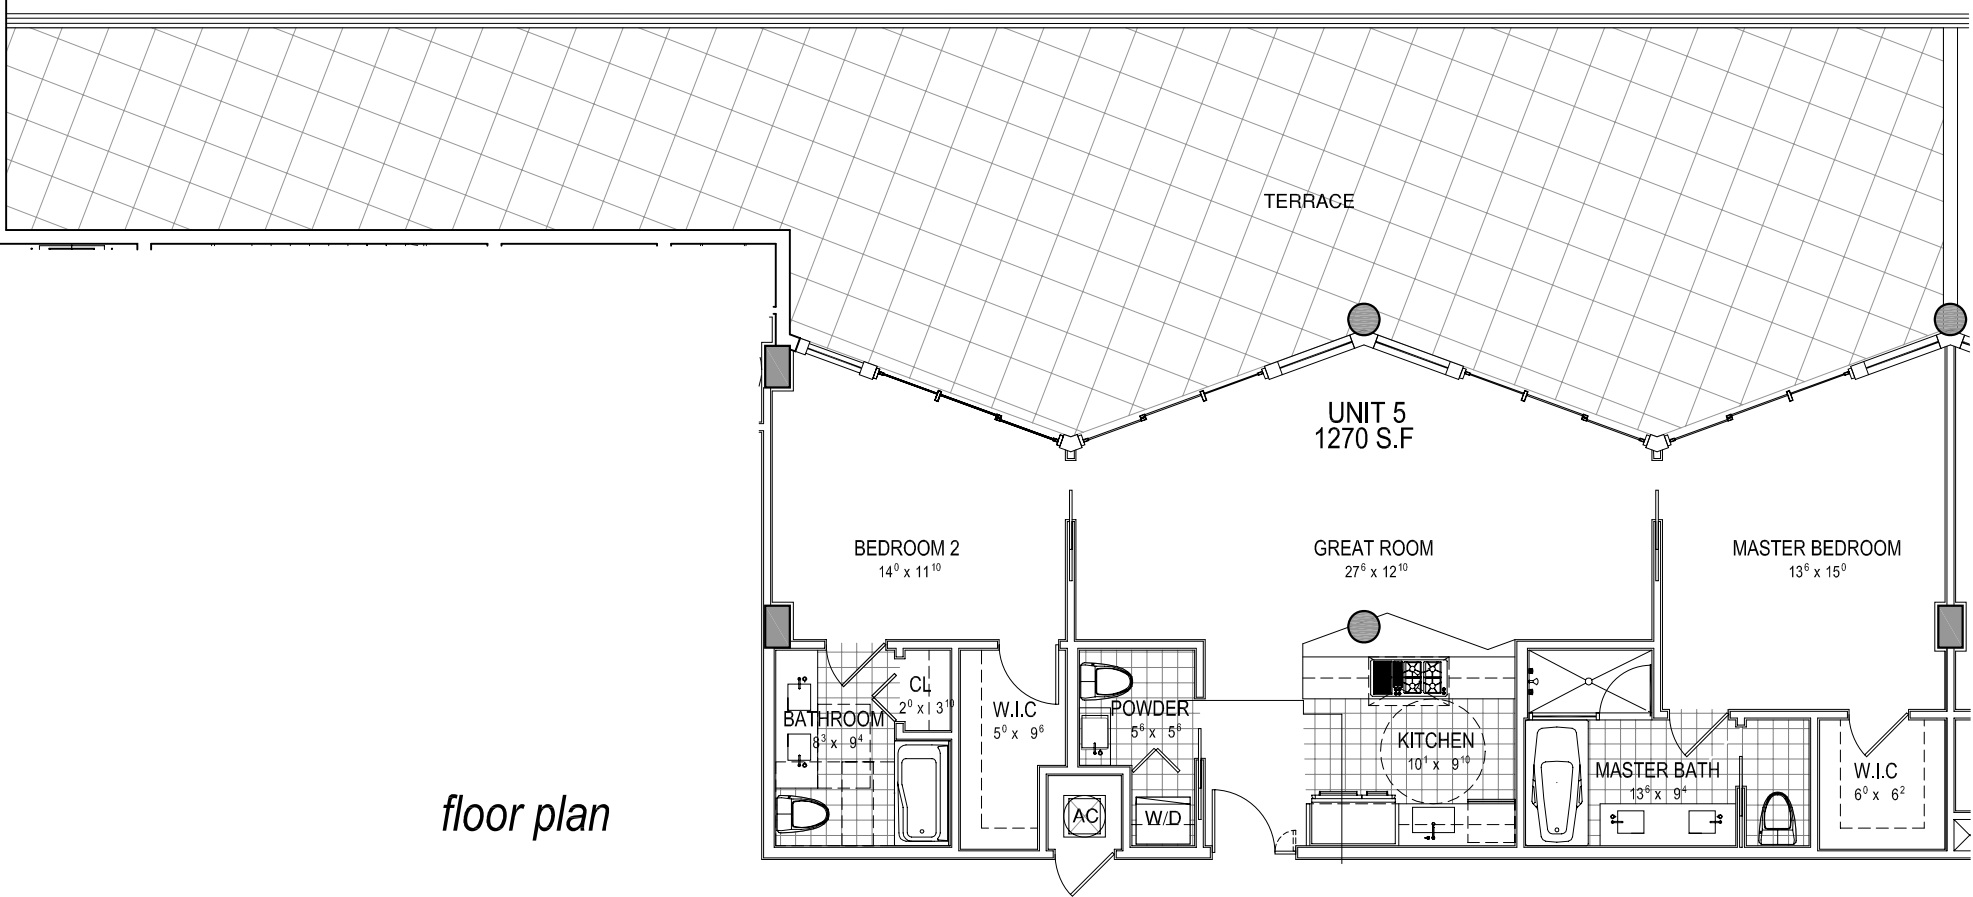 TERRACE
UNIT 5
1270 S.F
BEDROOM 2
14⁰ x 11¹⁰
GREAT ROOM
27⁶ x 12¹⁰
MASTER BEDROOM
13⁶ x 15⁰
CL
2⁰ x 3¹⁰
BATHROOM
8³ x 9⁴
W.I.C
5⁰ x 9⁶
POWDER
5⁶ x 5⁶
KITCHEN
10¹ x 9¹⁰
MASTER BATH
13⁶ x 9⁴
W.I.C
6⁰ x 6²
AC
W/D
floor plan